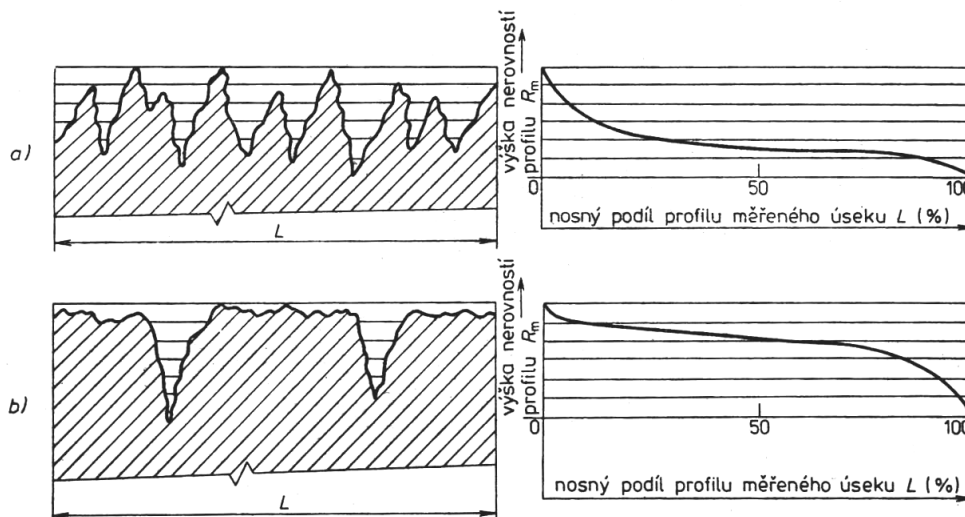 a)
L
výška nerovností
profilu Rm
0
50
100
nosný podíl profilu měřeného úseku L (%)
b)
L
výška nerovností
profilu Rm
0
50
100
nosný podíl profilu měřeného úseku L (%)